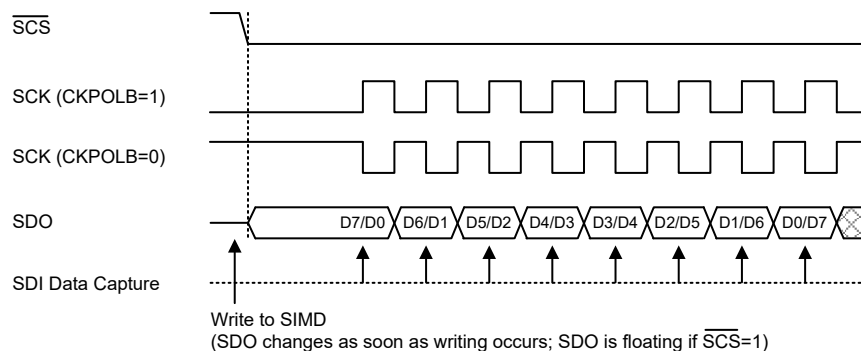 SCS
SCK (CKPOLB=1)
SCK (CKPOLB=0)
SDO
D7/D0 D6/D1 D5/D2 D4/D3 D3/D4 D2/D5 D1/D6 D0/D7
SDI Data Capture
Write to SIMD
(SDO changes as soon as writing occurs; SDO is floating if SCS=1)